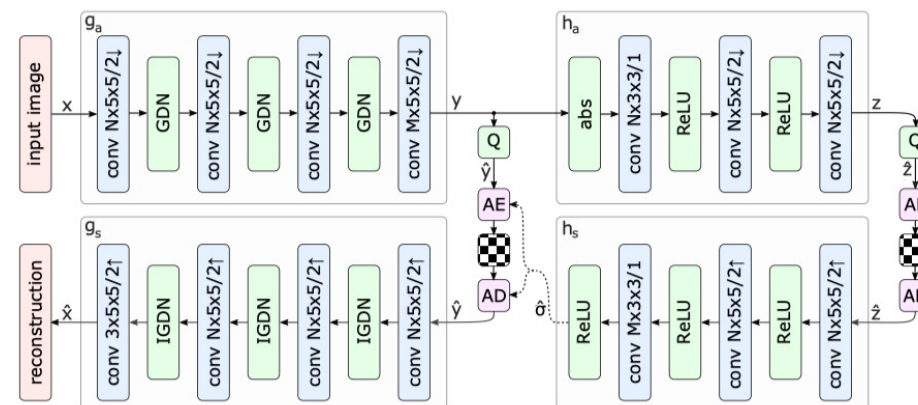 input image
x
g_a
conv Nx5x5/2↓
GDN
conv Nx5x5/2↓
GDN
conv Nx5x5/2↓
GDN
conv Mx5x5/2↓
y
Q
ŷ
AE
AD
ŷ
h_a
abs
conv Nx3x3/1
ReLU
conv Nx5x5/2↓
ReLU
conv Nx5x5/2↓
z
Q
ẑ
reconstruction
x̂
g_s
conv 3x5x5/2↑
IGDN
conv Nx5x5/2↑
IGDN
conv Nx5x5/2↑
IGDN
conv Nx5x5/2↑
σ̂
h_s
ReLU
conv Mx3x3/1
ReLU
conv Nx5x5/2↑
ReLU
conv Nx5x5/2↑
ẑ